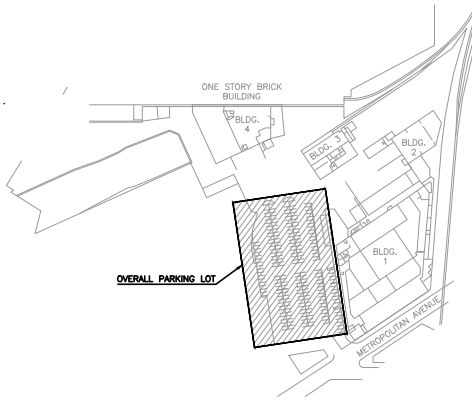 ONE STORY BRICK
BUILDING
BLDG.
4
BLDG. 3
BLDG.
2
BLDG.
1
OVERALL PARKING LOT
METROPOLITAN AVENUE